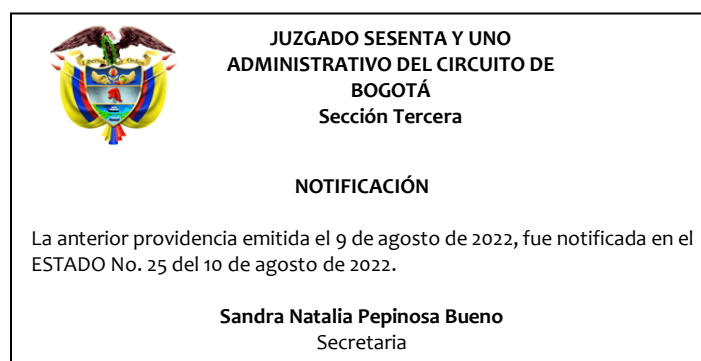 JUZGADO SESENTA Y UNO
ADMINISTRATIVO DEL CIRCUITO DE
BOGOTÁ
Sección Tercera
NOTIFICACIÓN
La anterior providencia emitida el 9 de agosto de 2022, fue notificada en el
ESTADO No. 25 del 10 de agosto de 2022.
Sandra Natalia Pepinosa Bueno
Secretaria